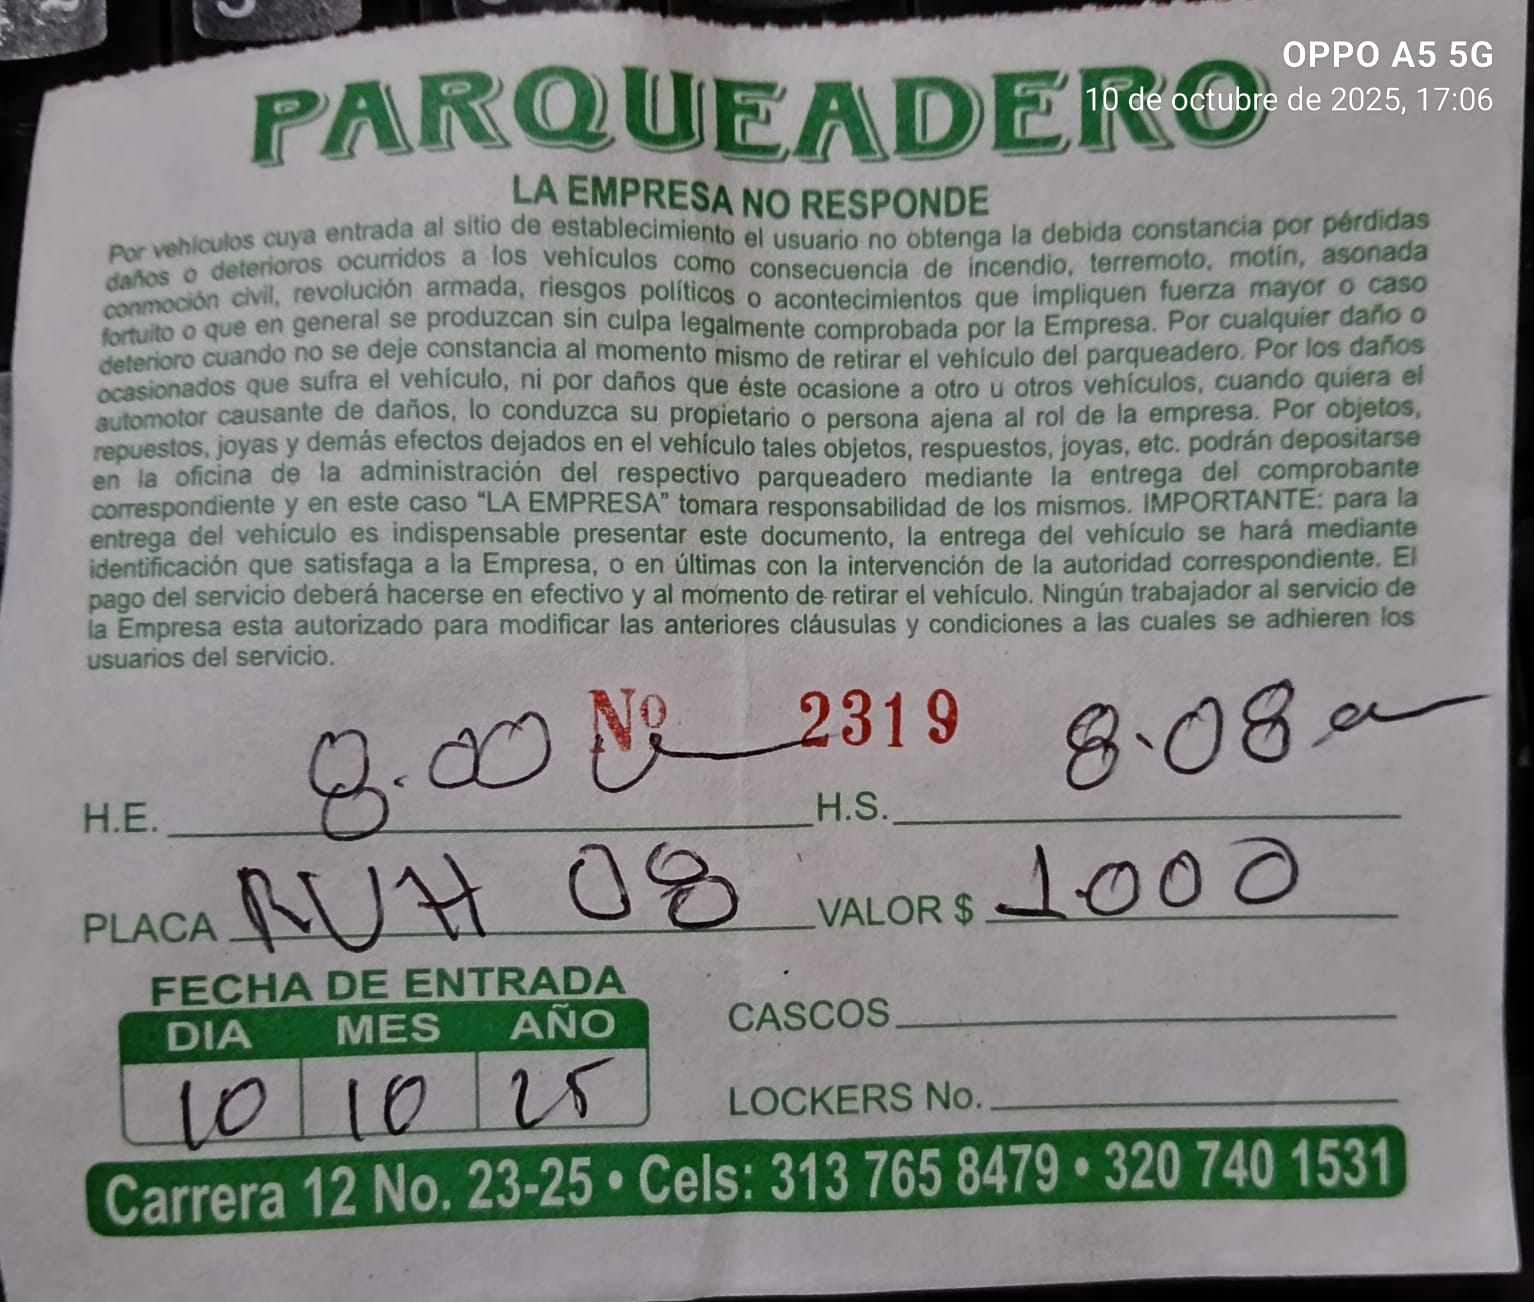 OPPO A5 5G
10 de octubre de 2025, 17:06
PARQUEADERO
LA EMPRESA NO RESPONDE
Por vehículos cuya entrada al sitio de establecimiento el usuario no obtenga la debida constancia por pérdidas
daños o deterioros ocurridos a los vehículos como consecuencia de incendio, terremoto, motín, asonada
conmoción civil, revolución armada, riesgos políticos o acontecimientos que impliquen fuerza mayor o caso
fortuito o que en general se produzcan sin culpa legalmente comprobada por la Empresa. Por cualquier daño o
deterioro cuando no se deje constancia al momento mismo de retirar el vehículo del parqueadero. Por los daños
ocasionados que sufra el vehículo, ni por daños que éste ocasione a otro u otros vehículos, cuando quiera el
automotor causante de daños, lo conduzca su propietario o persona ajena al rol de la empresa. Por objetos,
repuestos, joyas y demás efectos dejados en el vehículo tales objetos, respuestos, joyas, etc. podrán depositarse
en la oficina de la administración del respectivo parqueadero mediante la entrega del comprobante
correspondiente y en este caso “LA EMPRESA” tomara responsabilidad de los mismos. IMPORTANTE: para la
entrega del vehiculo es indispensable presentar este documento, la entrega del vehículo se hará mediante
identificación que satisfaga a la Empresa, o en últimas con la intervención de la autoridad correspondiente. El
pago del servicio deberá hacerse en efectivo y al momento de retirar el vehículo. Ningún trabajador al servicio de
la Empresa esta autorizado para modificar las anteriores cláusulas y condiciones a las cuales se adhieren los
usuarios del servicio.
Nº 2319
H.E. 8.00 H.S. 8.08 a
PLACA RUH 08 VALOR $ 1000
FECHA DE ENTRADA
DIA MES AÑO
10 10 25
CASCOS
LOCKERS No.
Carrera 12 No. 23-25 • Cels: 313 765 8479 • 320 740 1531